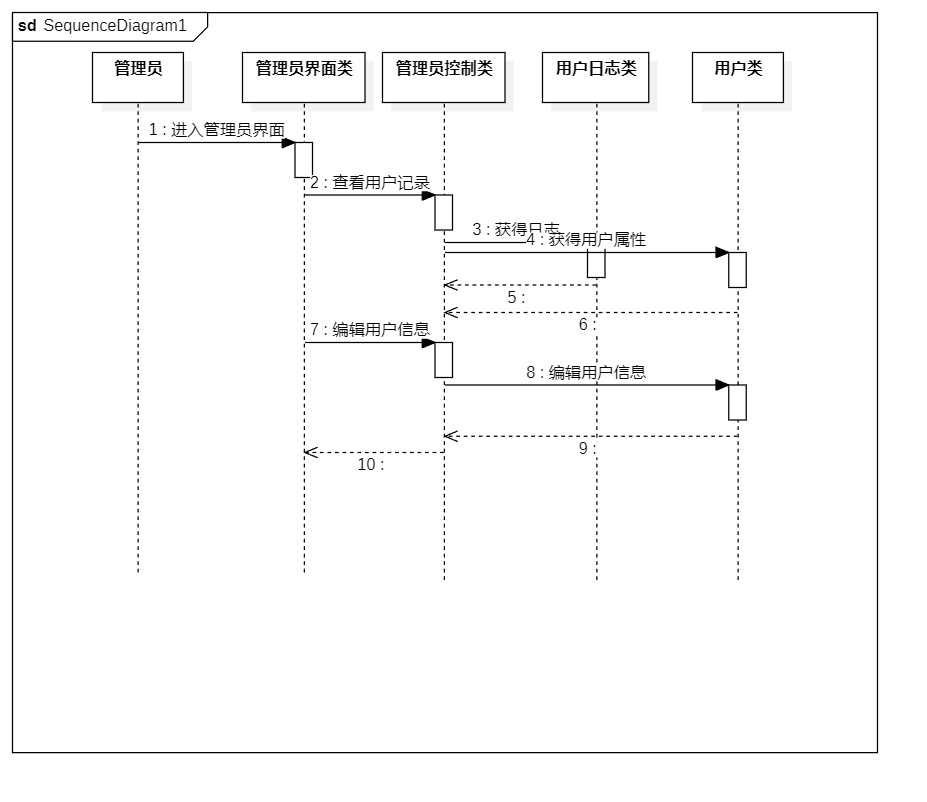 sd SequenceDiagram1
管理员 管理员界面类 管理员控制类 用户日志类 用户类
1 : 进入管理员界面
2 : 查看用户记录
3 : 获得日志
4 : 获得用户属性
5 :
6 :
7 : 编辑用户信息
8 : 编辑用户信息
9 :
10 :